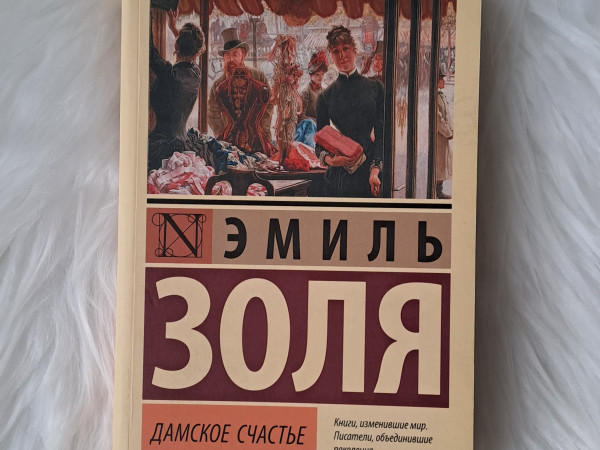 N ЭМИЛЬ
ЗОЛЯ
ДАМСКОЕ СЧАСТЬЕ
Книги, изменившие мир.
Писатели, объединившие